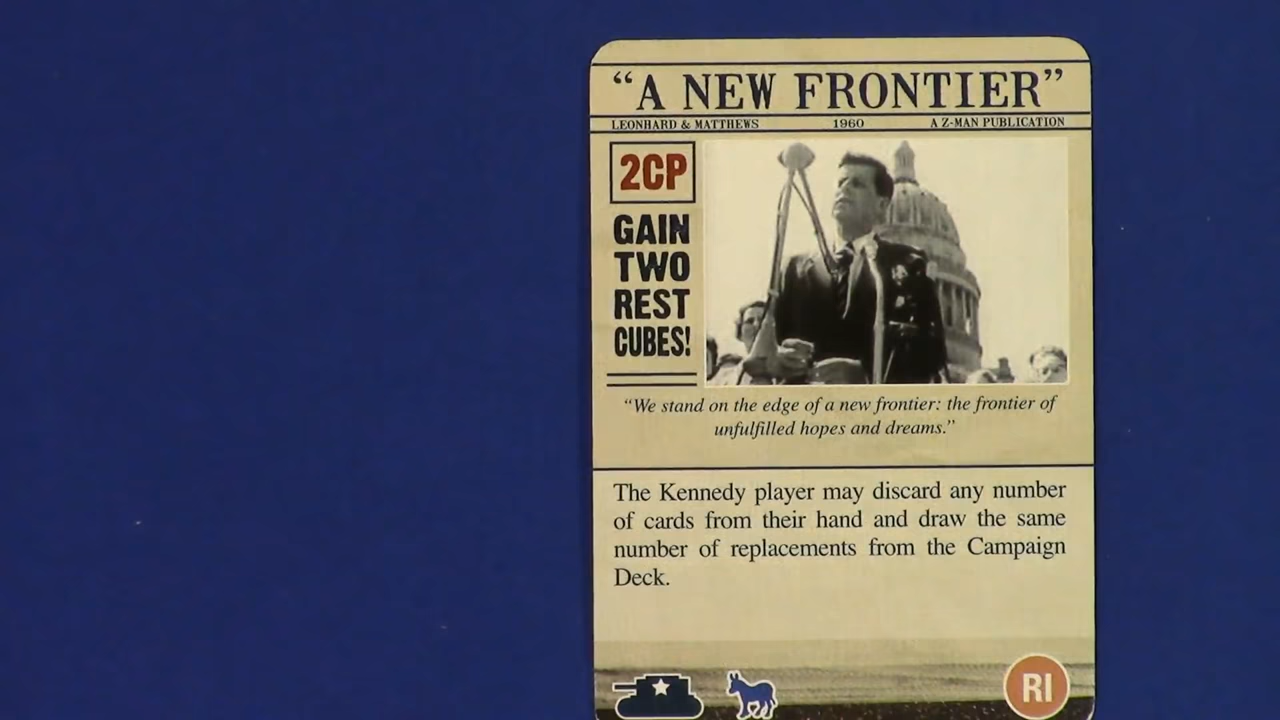 “A NEW FRONTIER”
LEONHARD & MATTHEWS 1960 A Z-MAN PUBLICATION
2CP
GAIN
TWO
REST
CUBES!
“We stand on the edge of a new frontier: the frontier of
unfulfilled hopes and dreams.”
The Kennedy player may discard any number
of cards from their hand and draw the same
number of replacements from the Campaign
Deck.
RI